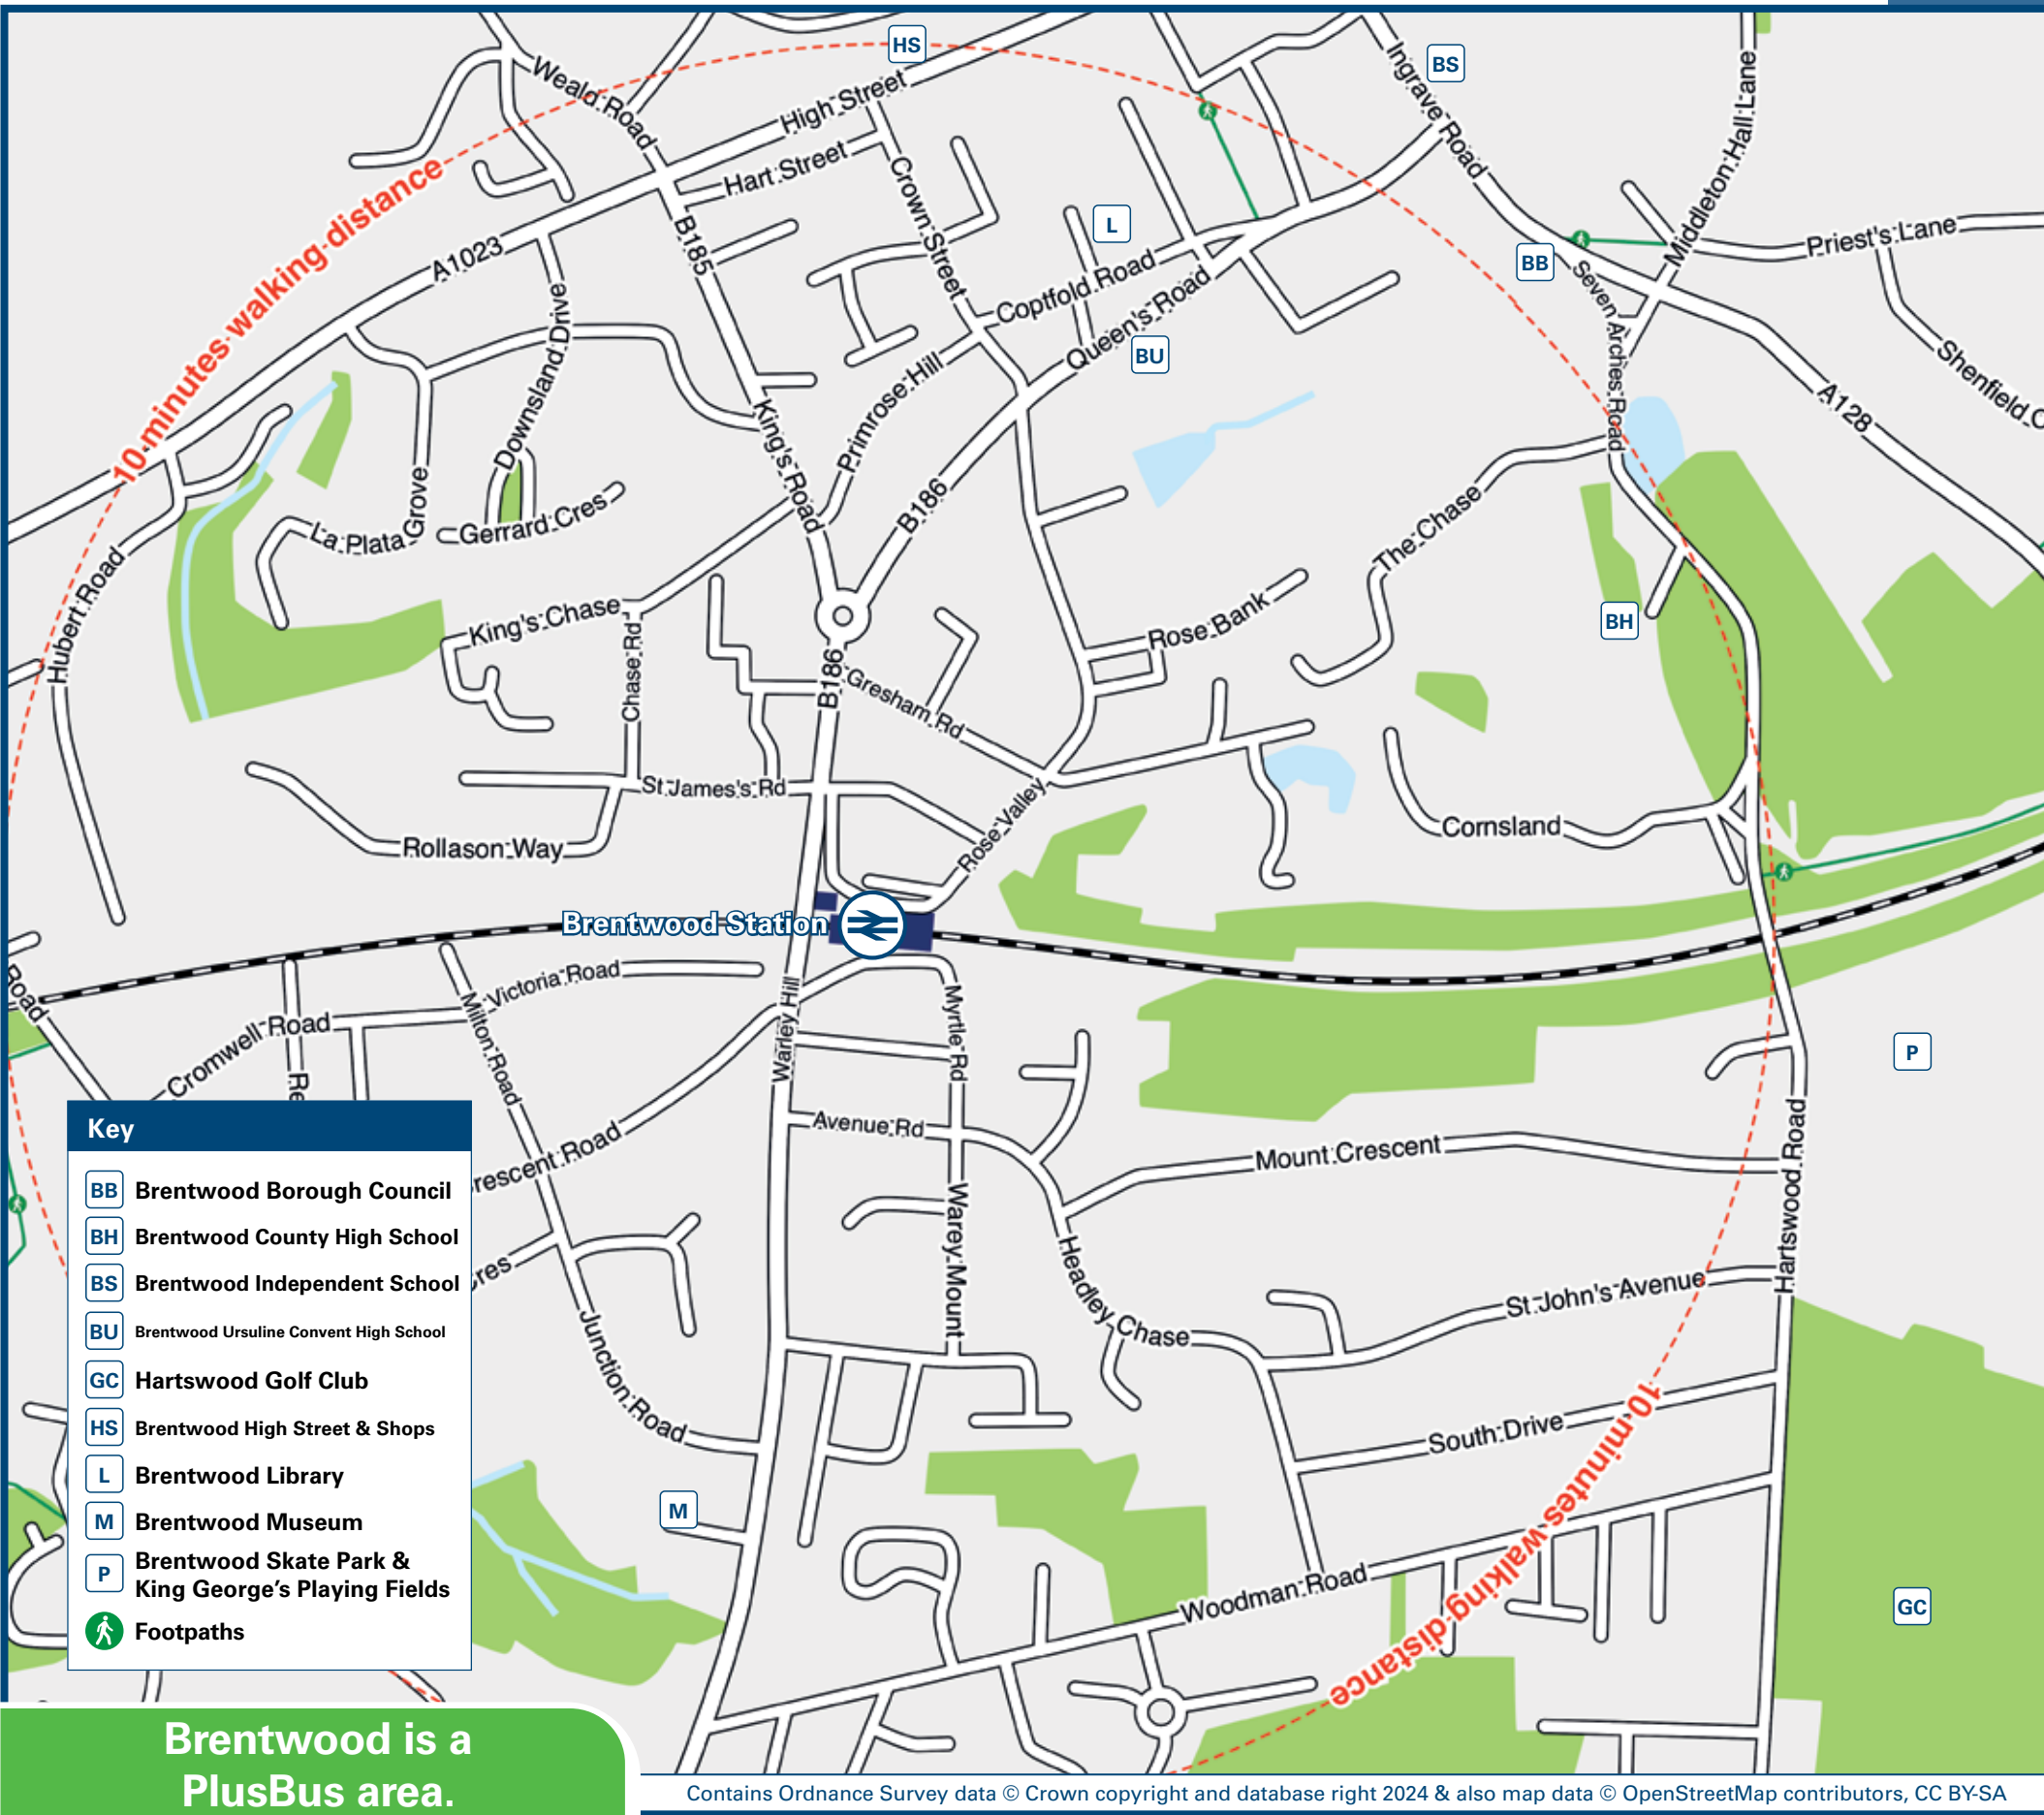 HS
BS
Weald Road
High Street
Ingrave Road
Middleton Hall Lane
Hart Street
10 minutes walking distance
Crown Street
L
B185
A1023
BB
Priest's Lane
Coptfold Road
Seven Arches Road
Downsland Drive
Queen's Road
BU
Primrose Hill
Shenfield C
A128
King's Road
La Plata Grove
Gerrard Cres
B186
The Chase
Hubert Road
King's Chase
Chase Rd
Rose Bank
BH
B186
Gresham Rd
St James's Rd
Rose Valley
Rollason Way
Cornsland
Brentwood Station
Road
Victoria Road
Milton Road
Warley Hill
Myrtle Rd
Cromwell Road
Re
P
Avenue Rd
Key
BB Brentwood Borough Council
BH Brentwood County High School
BS Brentwood Independent School
BU Brentwood Ursuline Convent High School
GC Hartswood Golf Club
HS Brentwood High Street & Shops
L Brentwood Library
M Brentwood Museum
P Brentwood Skate Park &
King George's Playing Fields
Footpaths
rescent Road
Mount Crescent
Hartswood Road
Warey Mount
Headley Chase
res
St John's Avenue
Junction Road
South Drive
10 minutes walking distance
M
Woodman Road
GC
Brentwood is a
PlusBus area.
Contains Ordnance Survey data © Crown copyright and database right 2024 & also map data © OpenStreetMap contributors, CC BY-SA